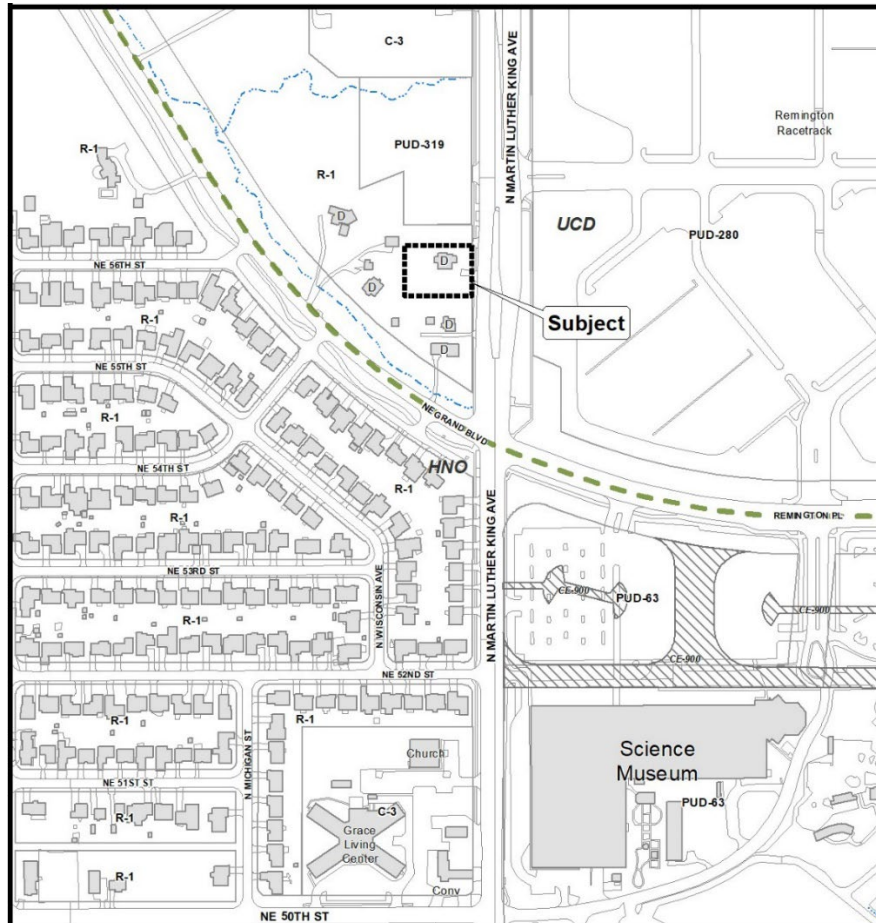 C-3
N MARTIN LUTHER KING AVE
Remington
Racetrack
R-1
PUD-319
R-1
D
UCD
PUD-280
D
D
NE 56TH ST
Subject
R-1
D
D
NE 55TH ST
NE GRAND BLVD
R-1
HNO
NE 54TH ST
R-1
R-1
REMINGTON PL
N MARTIN LUTHER KING AVE
NE 53RD ST
CE-900
PUD-63
CE-900
N WISCONSIN AVE
R-1
CE-900
NE 52ND ST
R-1
R-1
N MICHIGAN ST
Church
Science
Museum
NE 51ST ST
PUD-63
R-1
C-3
Grace
Living
Center
R-1
Conv
NE 50TH ST